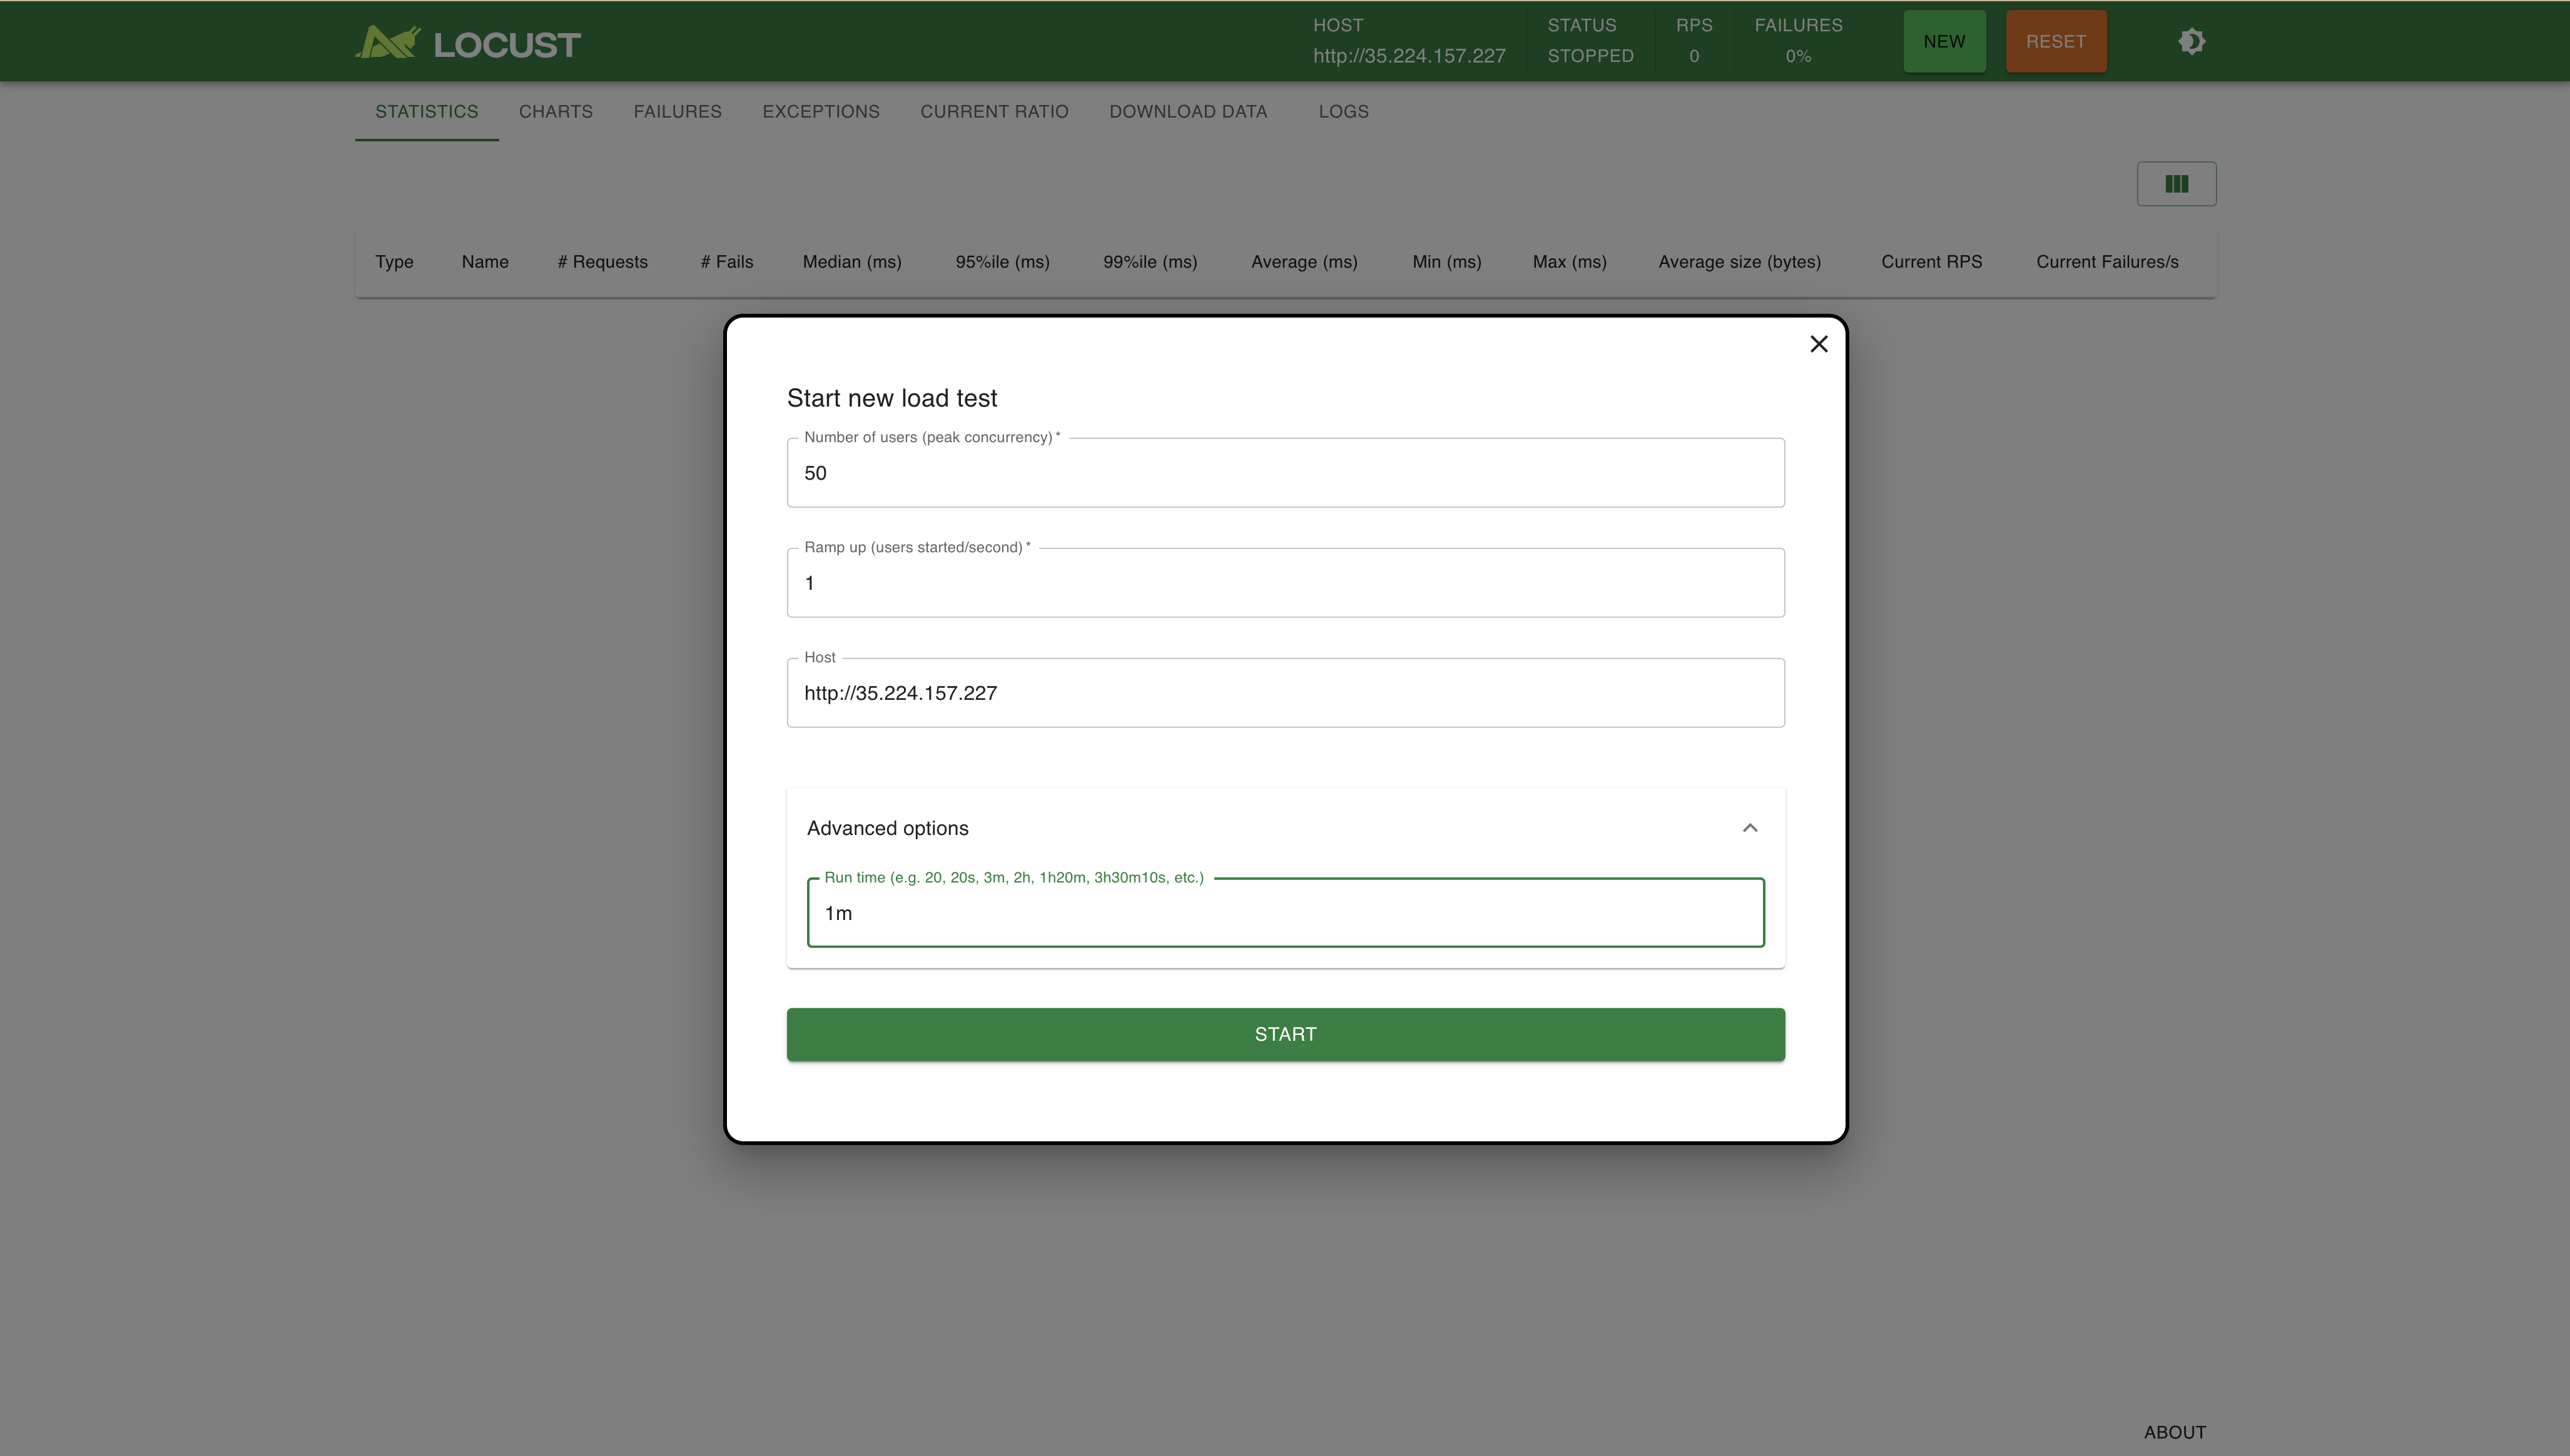 LOCUST
HOST
http://35.224.157.227
STATUS
STOPPED
RPS
0
FAILURES
0%
NEW
RESET
STATISTICS CHARTS FAILURES EXCEPTIONS CURRENT RATIO DOWNLOAD DATA LOGS
Type Name # Requests # Fails Median (ms) 95%ile (ms) 99%ile (ms) Average (ms) Min (ms) Max (ms) Average size (bytes) Current RPS Current Failures/s
Start new load test
Number of users (peak concurrency) *
50
Ramp up (users started/second) *
1
Host
http://35.224.157.227
Advanced options
Run time (e.g. 20, 20s, 3m, 2h, 1h20m, 3h30m10s, etc.)
1m
START
ABOUT